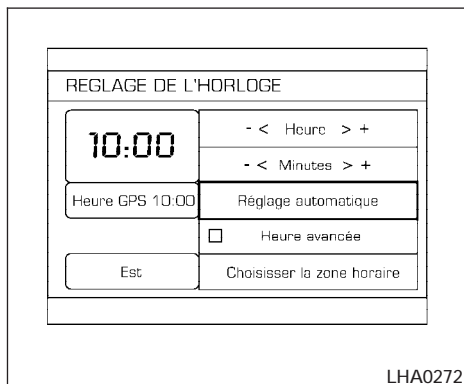 REGLAGE DE L'HORLOGE
10:00
- < Heure > +
- < Minutes > +
Heure GPS 10:00
Réglage automatique
Heure avancée
Est
Choisisser la zone horaire
LHA0272